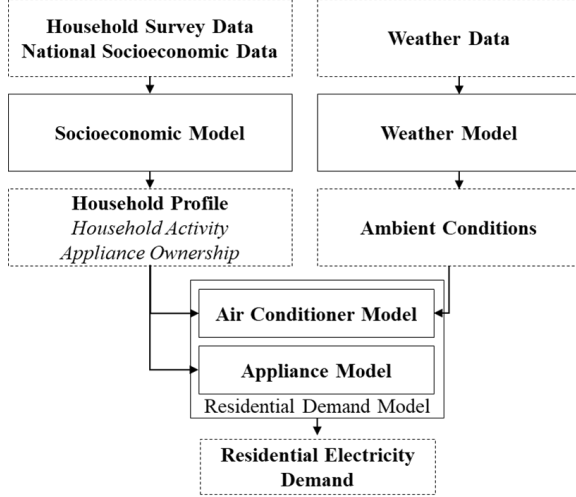 Household Survey Data
National Socioeconomic Data
Weather Data
Socioeconomic Model
Weather Model
Household Profile
Household Activity
Appliance Ownership
Ambient Conditions
Air Conditioner Model
Appliance Model
Residential Demand Model
Residential Electricity
Demand